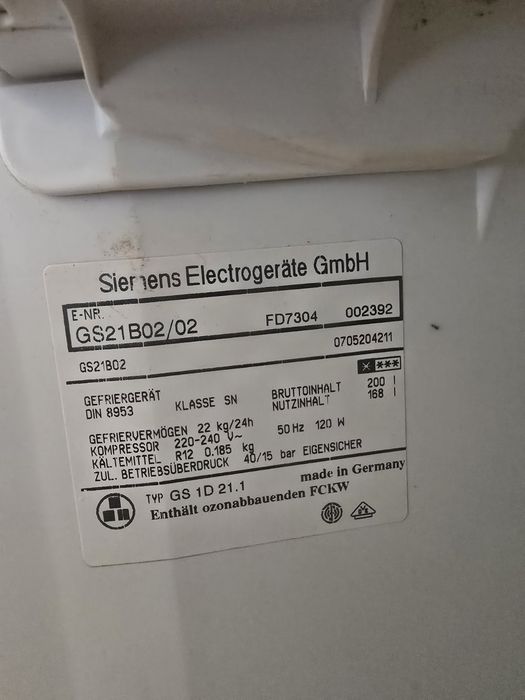 Siemens Electrogeräte GmbH
E-NR.
GS21B02/02 FD7304 002392
GS21B02 0705204211
GEFRIERGERÄT KLASSE SN BRUTTOINHALT 200 l
DIN 8953 NUTZINHALT 168 l
GEFRIERVERMÖGEN 22 kg/24h
KOMPRESSOR 220-240 V~ 50 Hz 120 W
KÄLTEMITTEL R12 0.185 kg
ZUL. BETRIEBSÜBERDRUCK 40/15 bar EIGENSICHER
TYP GS 1D 21.1 made in Germany
Enthält ozonabbauenden FCKW